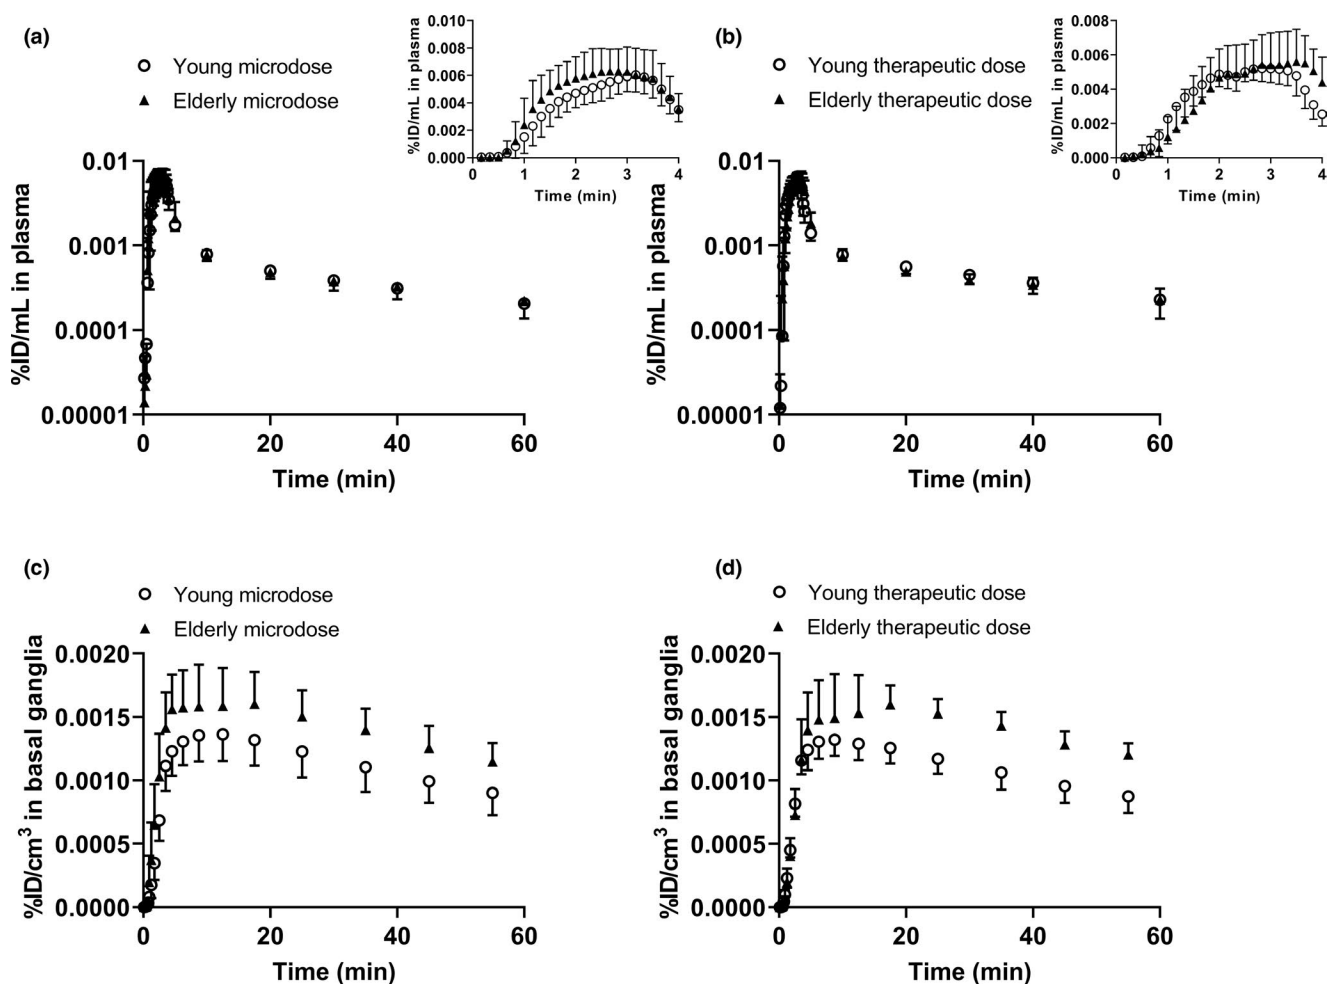 (a)
Young microdose
Elderly microdose
%ID/mL in plasma
0.010
0.008
0.006
0.004
0.002
0.000
0 1 2 3 4
Time (min)
%ID/mL in plasma
0.01
0.001
0.0001
0.00001
0 20 40 60
Time (min)
(b)
Young therapeutic dose
Elderly therapeutic dose
%ID/mL in plasma
0.008
0.006
0.004
0.002
0.000
0 1 2 3 4
Time (min)
%ID/mL in plasma
0.01
0.001
0.0001
0.00001
0 20 40 60
Time (min)
(c)
Young microdose
Elderly microdose
%ID/cm³ in basal ganglia
0.0020
0.0015
0.0010
0.0005
0.0000
0 20 40 60
Time (min)
(d)
Young therapeutic dose
Elderly therapeutic dose
%ID/cm³ in basal ganglia
0.0020
0.0015
0.0010
0.0005
0.0000
0 20 40 60
Time (min)